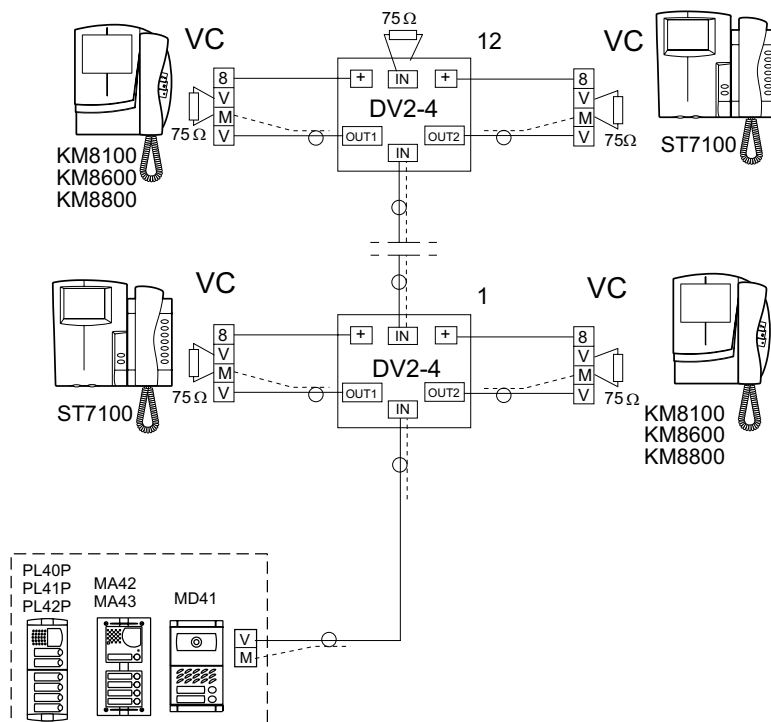 75Ω
VC
12
VC
8
V
M
V
75Ω
+
IN
+
DV2-4
OUT1
OUT2
IN
8
V
M
V
75Ω
KM8100
KM8600
KM8800
ST7100
VC
1
VC
8
V
M
V
75Ω
+
IN
+
DV2-4
OUT1
OUT2
IN
8
V
M
V
75Ω
ST7100
KM8100
KM8600
KM8800
PL40P
PL41P
PL42P
MA42
MA43
MD41
V
M